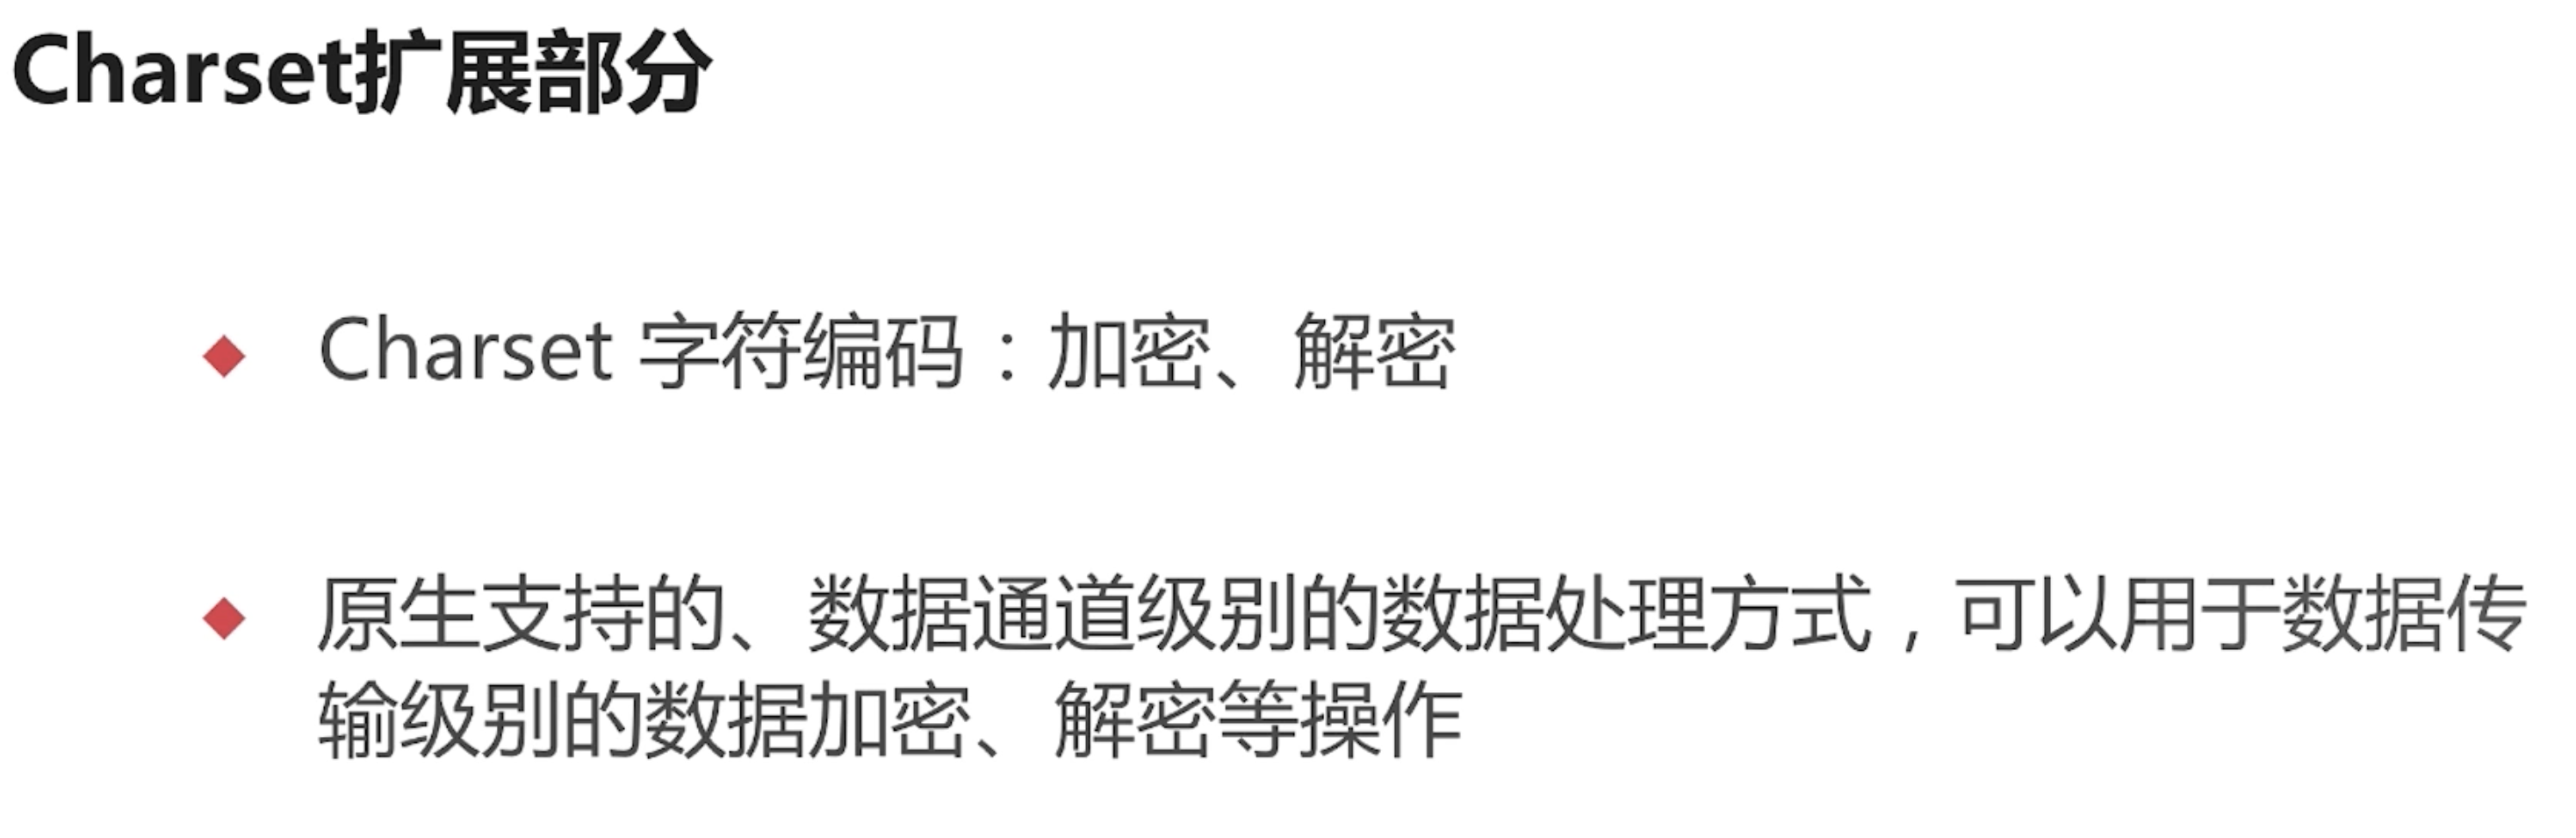 Charset扩展部分
Charset 字符编码：加密、解密
原生支持的、数据通道级别的数据处理方式，可以用于数据传
输级别的数据加密、解密等操作